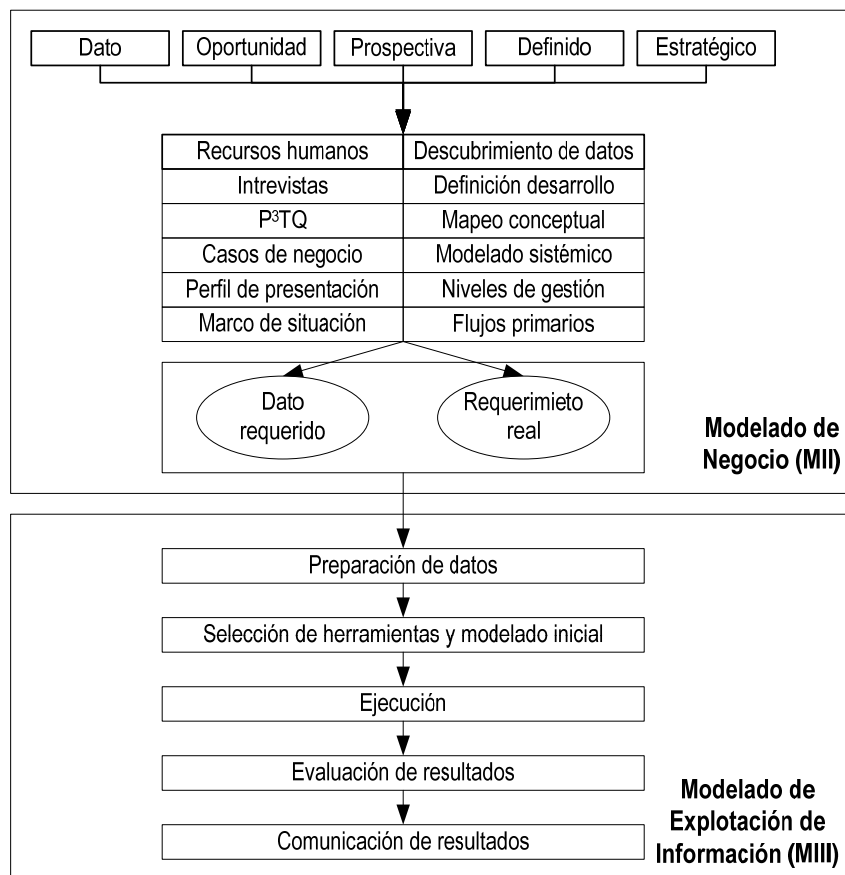 Dato
Oportunidad
Prospectiva
Definido
Estratégico
Recursos humanos
Descubrimiento de datos
Intrevistas
Definición desarrollo
P³TQ
Mapeo conceptual
Casos de negocio
Modelado sistémico
Perfil de presentación
Niveles de gestión
Marco de situación
Flujos primarios
Dato
requerido
Requerimieto
real
Modelado de
Negocio (MII)
Preparación de datos
Selección de herramientas y modelado inicial
Ejecución
Evaluación de resultados
Comunicación de resultados
Modelado de
Explotación de
Información (MIII)